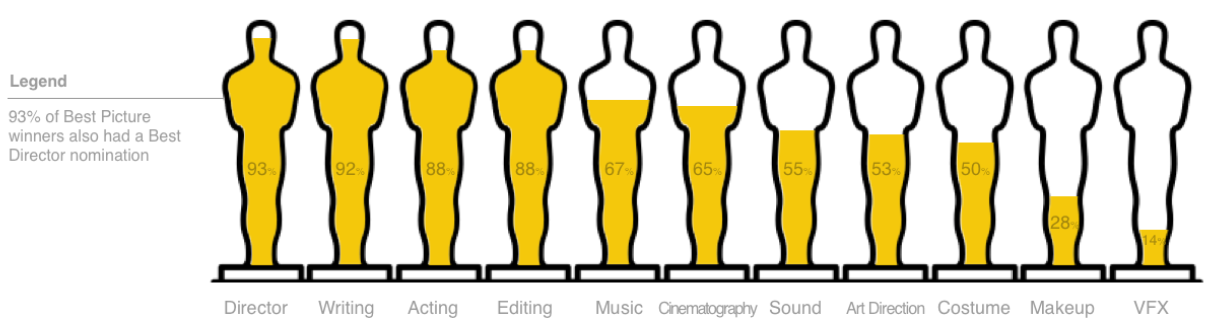 Legend
93% of Best Picture
winners also had a Best
Director nomination
93% 92% 88% 88% 67% 65% 55% 53% 50% 28% 14%
Director Writing Acting Editing Music Cinematography Sound Art Direction Costume Makeup VFX